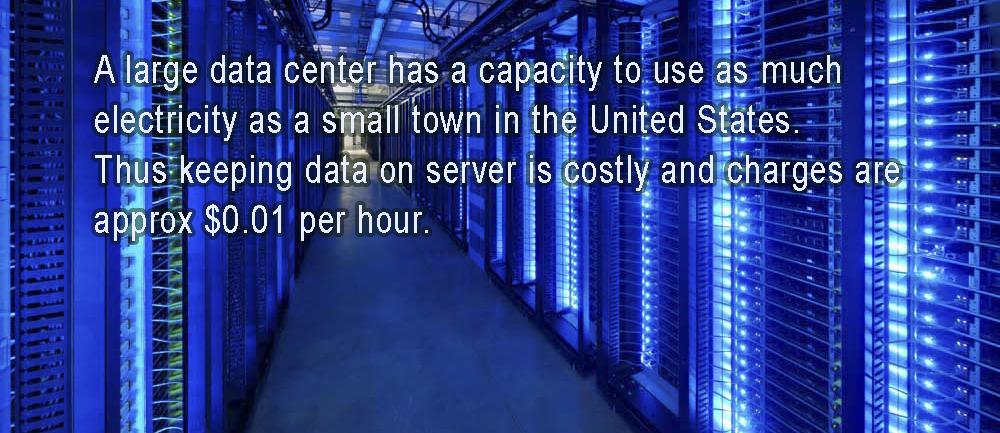 A large data center has a capacity to use as much
electricity as a small town in the United States.
Thus keeping data on server is costly and charges are
approx $0.01 per hour.